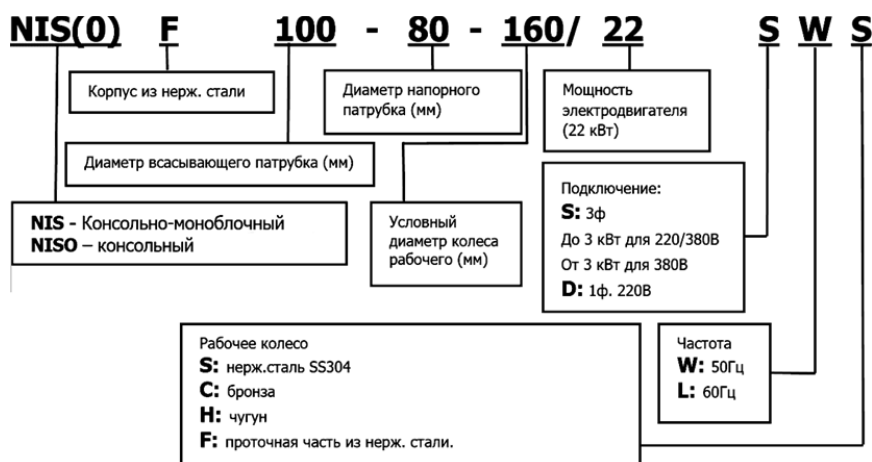 NIS(0) F 100 - 80 - 160/ 22 S W S
Корпус из нерж. стали
Диаметр напорного
патрубка (мм)
Мощность
электродвигателя
(22 кВт)
Диаметр всасывающего патрубка (мм)
NIS - Консольно-моноблочный
NISO – консольный
Условный
диаметр колеса
рабочего (мм)
Подключение:
S: 3ф
До 3 кВт для 220/380В
От 3 кВт для 380В
D: 1ф. 220В
Рабочее колесо
S: нерж.сталь SS304
C: бронза
H: чугун
F: проточная часть из нерж. стали.
Частота
W: 50Гц
L: 60Гц